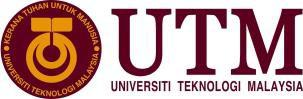 KERANA TUHAN UNTUK MANUSIA
UNIVERSITI TEKNOLOGI MALAYSIA
UTM
UNIVERSITI TEKNOLOGI MALAYSIA